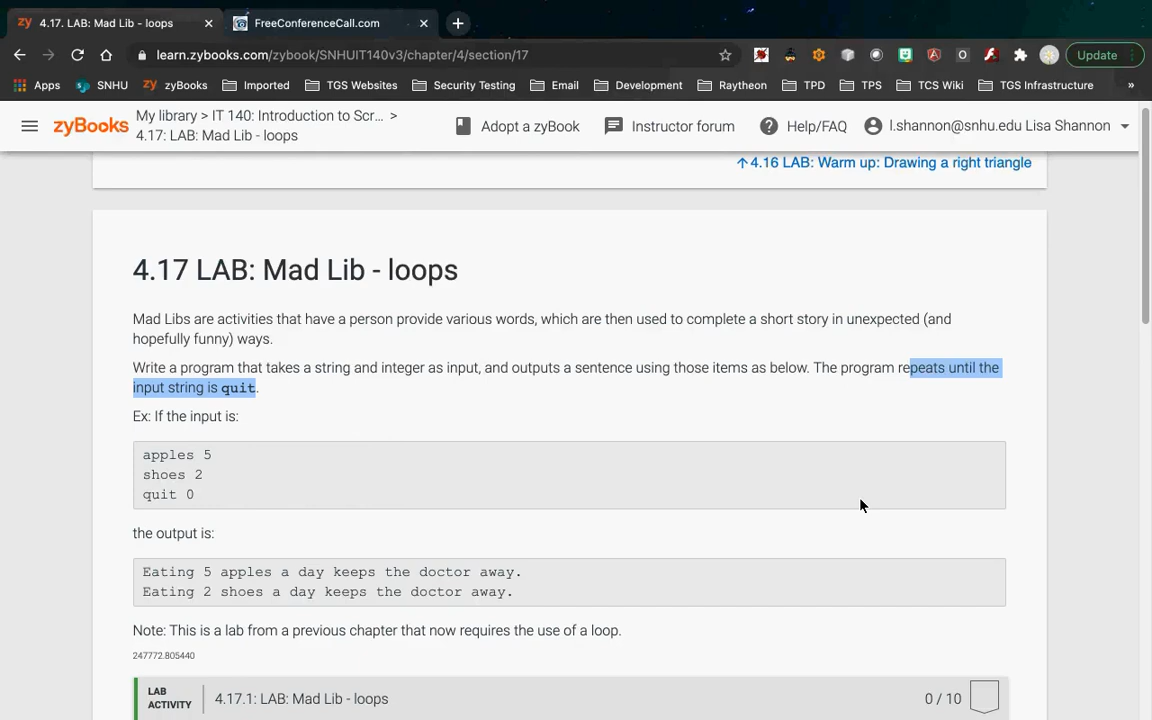 4.17. LAB: Mad Lib - loops
FreeConferenceCall.com
learn.zybooks.com/zybook/SNHUIT140v3/chapter/4/section/17
Update
Apps SNHU zyBooks Imported TGS Websites Security Testing Email Development Raytheon TPD TPS TCS Wiki TGS Infrastructure »
zyBooks
My library > IT 140: Introduction to Scr... >
4.17: LAB: Mad Lib - loops
Adopt a zyBook
Instructor forum
Help/FAQ
l.shannon@snhu.edu Lisa Shannon
↑4.16 LAB: Warm up: Drawing a right triangle
4.17 LAB: Mad Lib - loops
Mad Libs are activities that have a person provide various words, which are then used to complete a short story in unexpected (and
hopefully funny) ways.
Write a program that takes a string and integer as input, and outputs a sentence using those items as below. The program repeats until the
input string is quit.
Ex: If the input is:
apples 5
shoes 2
quit 0
the output is:
Eating 5 apples a day keeps the doctor away.
Eating 2 shoes a day keeps the doctor away.
Note: This is a lab from a previous chapter that now requires the use of a loop.
247772.805440
LAB
ACTIVITY
4.17.1: LAB: Mad Lib - loops
0 / 10